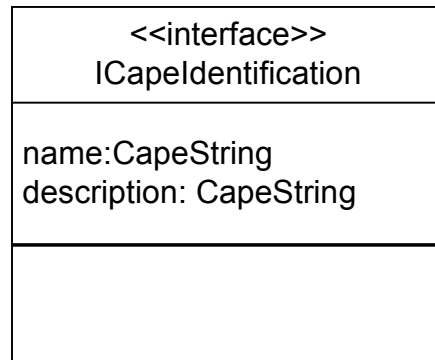 <<interface>>
ICapeIdentification
name:CapeString
description: CapeString